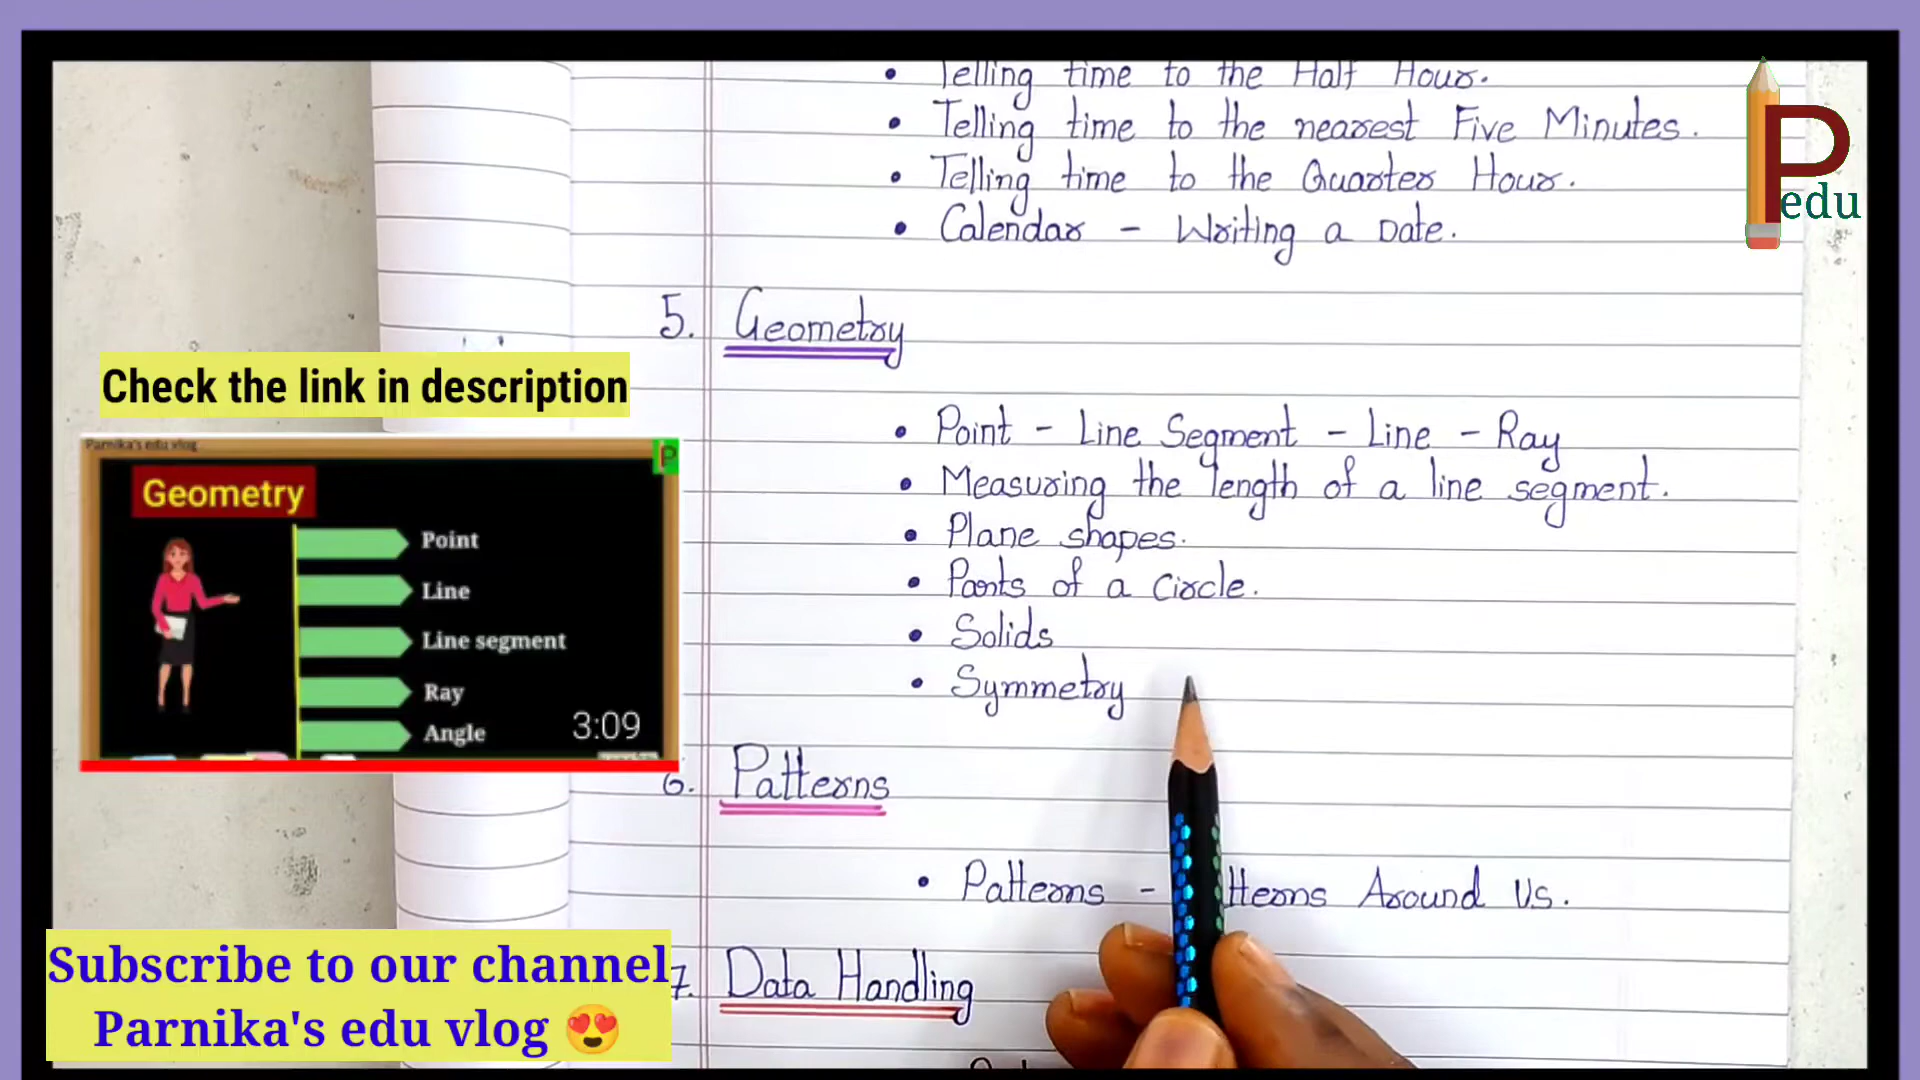 Telling time to the Half Hour.
Telling time to the nearest Five Minutes.
Telling time to the Quarter Hour.
Calendar - Writing a Date.
P
edu
5. Geometry
Check the link in description
Point - Line Segment - Line - Ray
Measuring the length of a line segment.
Plane shapes.
Parts of a Circle.
Solids
Symmetry
Parnika's edu vlog
P
Geometry
Point
Line
Line segment
Ray
Angle
3:09
6. Patterns
Patterns - tterns Around Us.
7. Data Handling
Subscribe to our channel
Parnika's edu vlog 😍